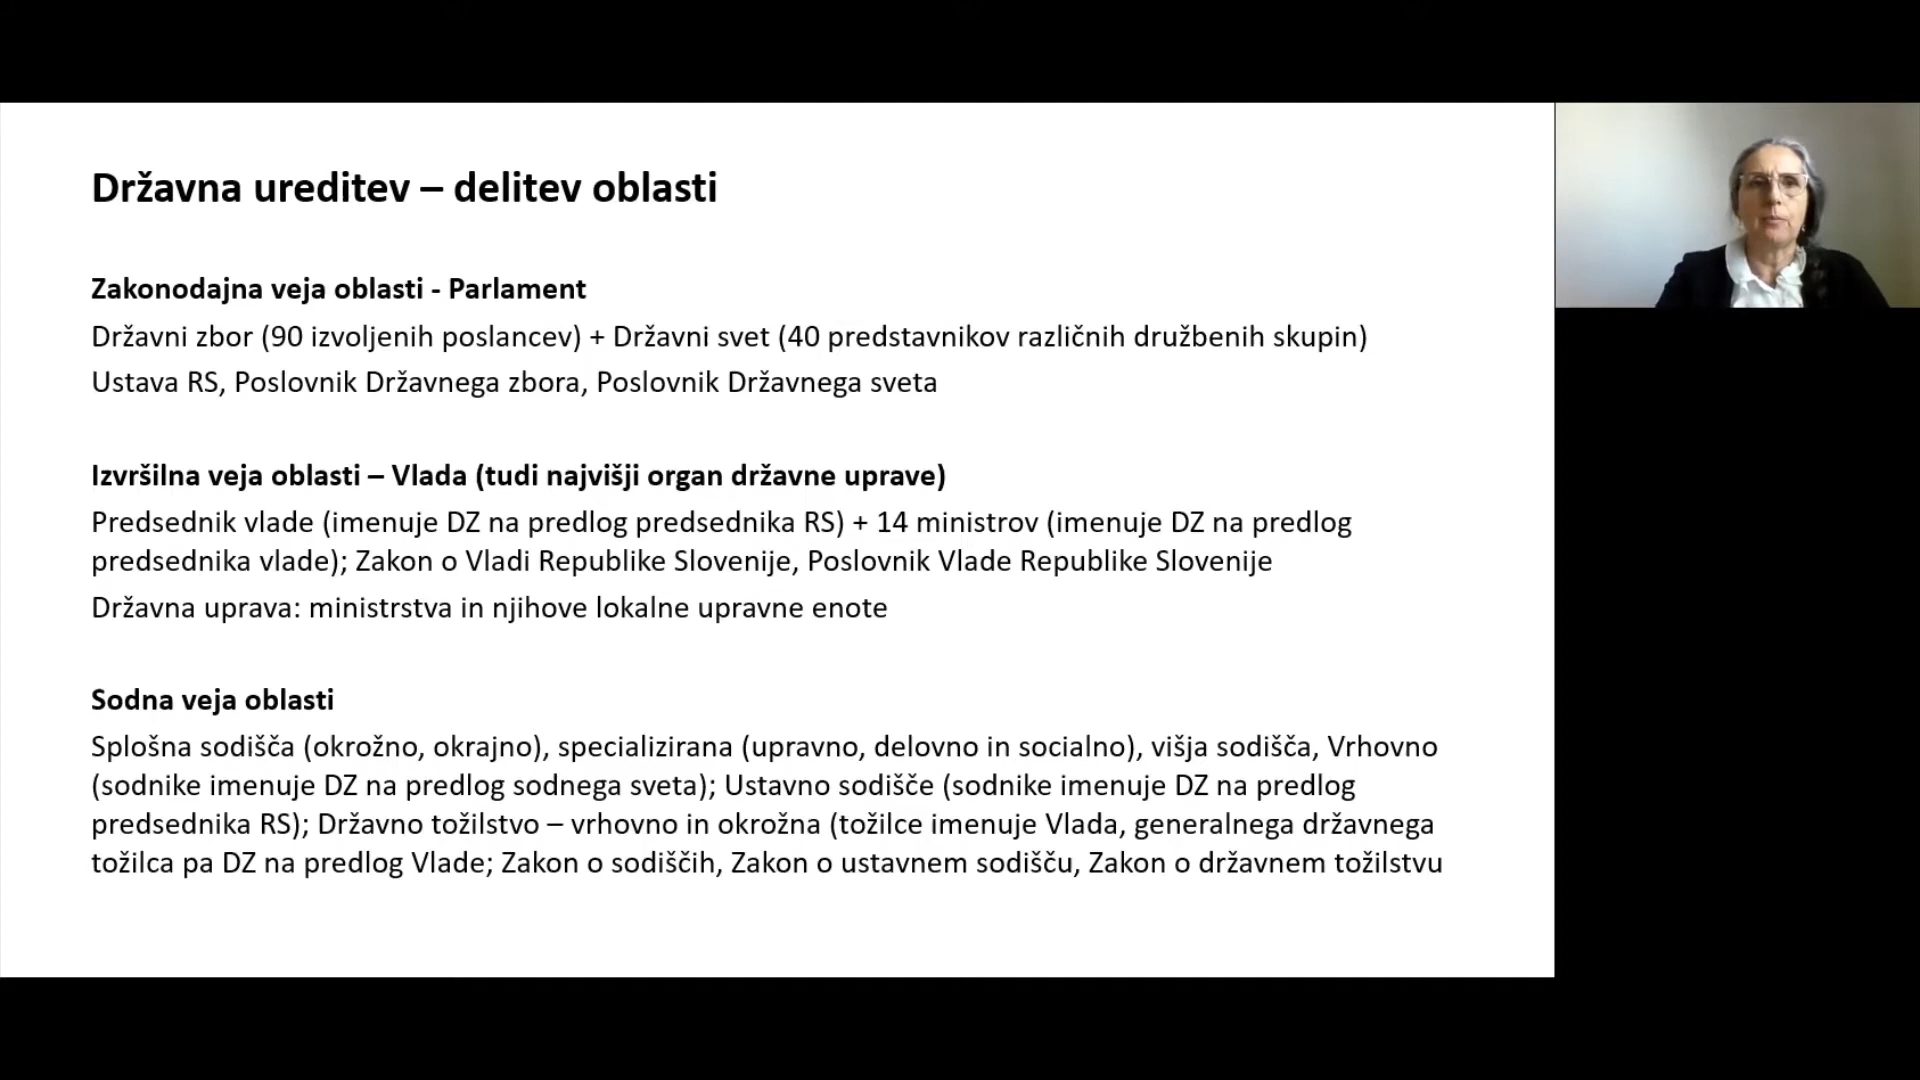 Državna ureditev – delitev oblasti
Zakonodajna veja oblasti - Parlament
Državni zbor (90 izvoljenih poslancev) + Državni svet (40 predstavnikov različnih družbenih skupin)
Ustava RS, Poslovnik Državnega zbora, Poslovnik Državnega sveta
Izvršilna veja oblasti – Vlada (tudi najvišji organ državne uprave)
Predsednik vlade (imenuje DZ na predlog predsednika RS) + 14 ministrov (imenuje DZ na predlog
predsednika vlade); Zakon o Vladi Republike Slovenije, Poslovnik Vlade Republike Slovenije
Državna uprava: ministrstva in njihove lokalne upravne enote
Sodna veja oblasti
Splošna sodišča (okrožno, okrajno), specializirana (upravno, delovno in socialno), višja sodišča, Vrhovno
(sodnike imenuje DZ na predlog sodnega sveta); Ustavno sodišče (sodnike imenuje DZ na predlog
predsednika RS); Državno tožilstvo – vrhovno in okrožna (tožilce imenuje Vlada, generalnega državnega
tožilca pa DZ na predlog Vlade; Zakon o sodiščih, Zakon o ustavnem sodišču, Zakon o državnem tožilstvu